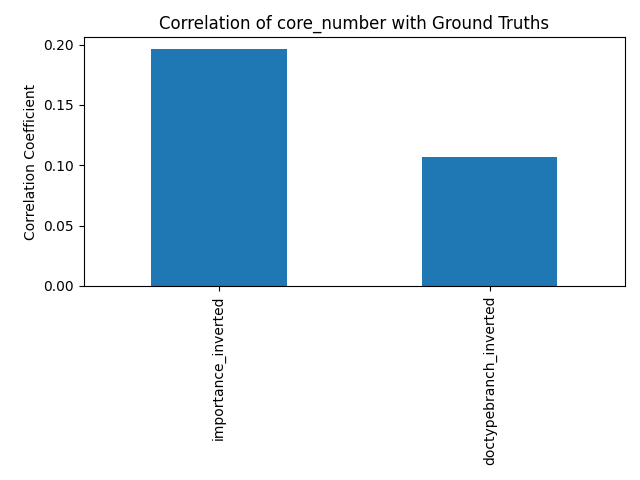 Correlation of core_number with Ground Truths
Correlation Coefficient
0.20
0.15
0.10
0.05
0.00
importance_inverted
doctypebranch_inverted